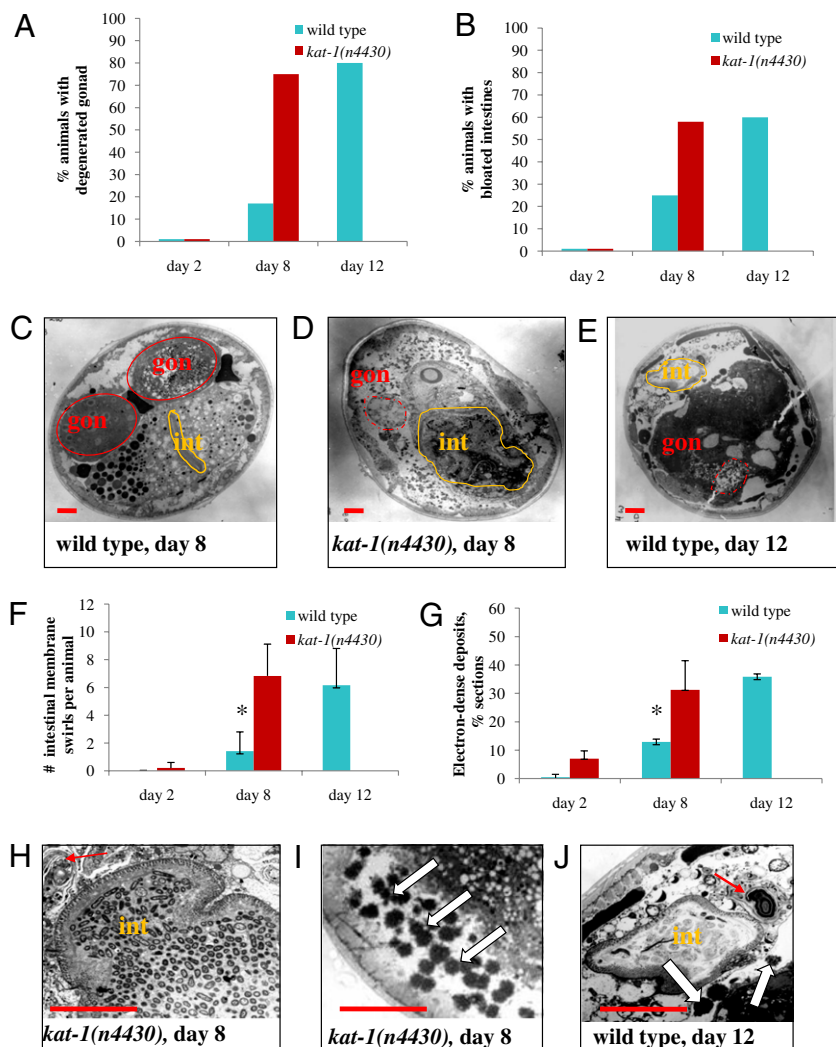 A
% animals with
degenerated gonad
100
90
80
70
60
50
40
30
20
10
0
day 2 day 8 day 12
wild type
kat-1(n4430)
B
% animals with
bloated intestines
100
90
80
70
60
50
40
30
20
10
0
day 2 day 8 day 12
wild type
kat-1(n4430)
C
gon
gon
int
wild type, day 8
D
gon
int
kat-1(n4430), day 8
E
int
gon
wild type, day 12
F
# intestinal membrane
swirls per animal
12
10
8
6
4
2
0
*
day 2 day 8 day 12
wild type
kat-1(n4430)
G
Electron-dense deposits,
% sections
60
50
40
30
20
10
0
*
day 2 day 8 day 12
wild type
kat-1(n4430)
H
int
kat-1(n4430), day 8
I
kat-1(n4430), day 8
J
int
wild type, day 12